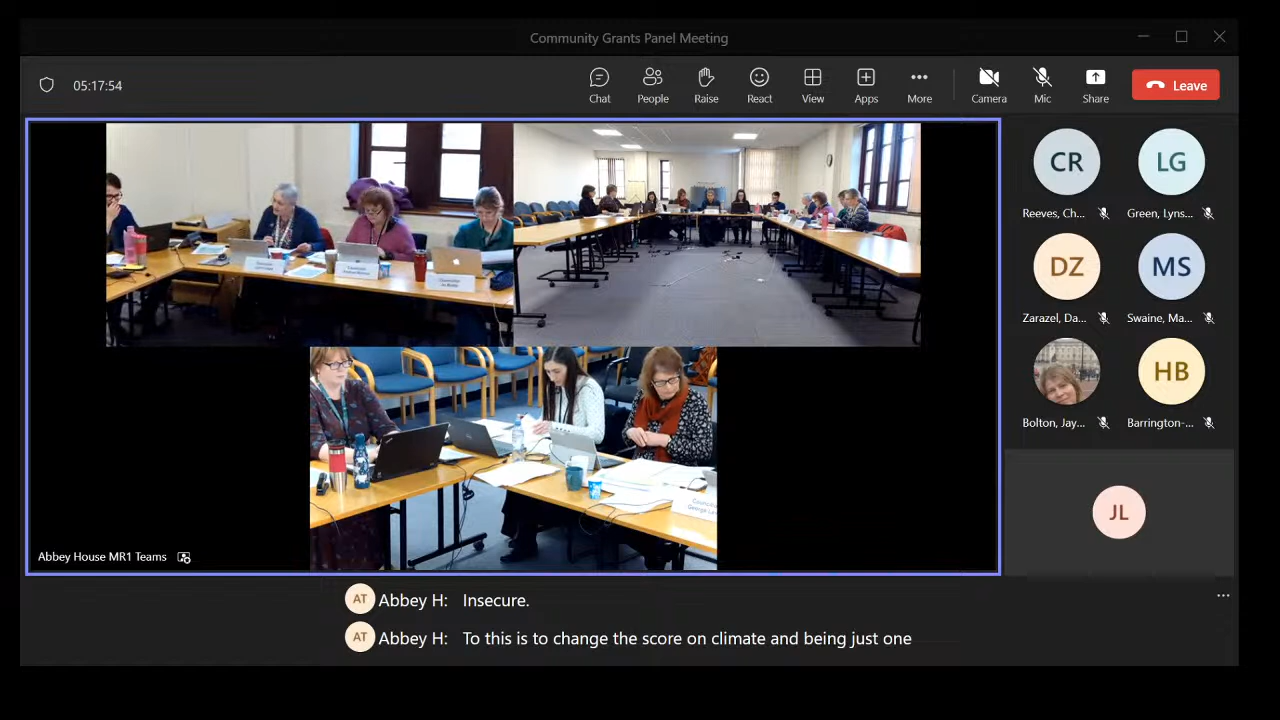 Community Grants Panel Meeting
05:17:54
Chat
People
Raise
React
View
Apps
More
Camera
Mic
Share
Leave
CR
LG
Reeves, Ch...
Green, Lyns...
DZ
MS
Zarazel, Da...
Swaine, Ma...
HB
Bolton, Jay...
Barrington-...
JL
Abbey House MR1 Teams
AT Abbey H: Insecure.
AT Abbey H: To this is to change the score on climate and being just one